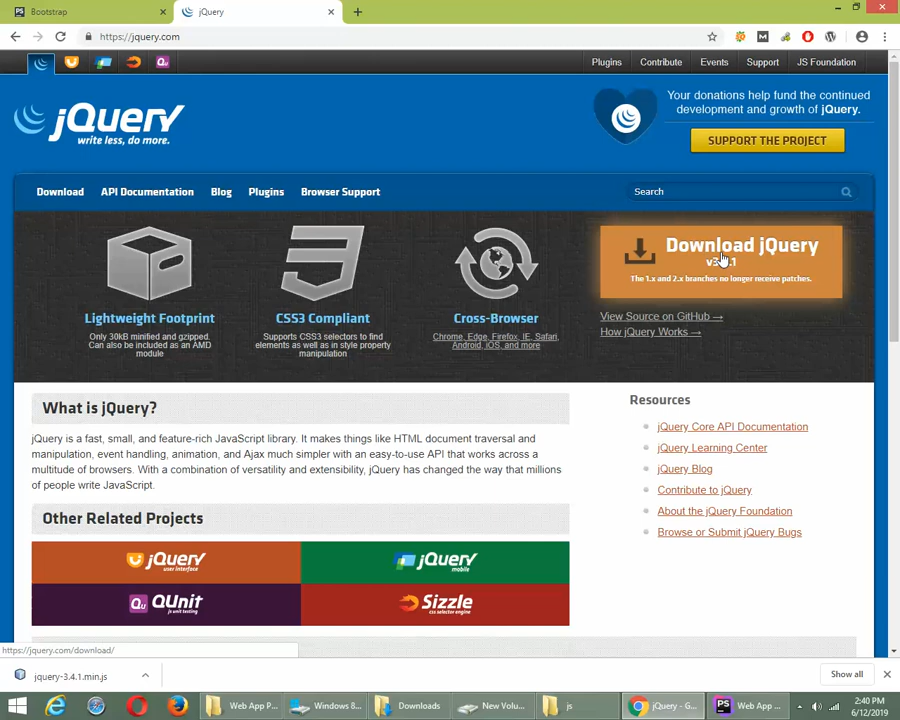 PS Bootstrap
jQuery
https://jquery.com
Plugins Contribute Events Support JS Foundation
jQuery
write less, do more.
Your donations help fund the continued
development and growth of jQuery.
SUPPORT THE PROJECT
Download API Documentation Blog Plugins Browser Support
Search
Download jQuery
The 1.x and 2.x branches no longer receive patches.
View Source on GitHub →
How jQuery Works →
Lightweight Footprint
Only 30kB minified and gzipped.
Can also be included as an AMD
module
CSS3 Compliant
Supports CSS3 selectors to find
elements as well as in style property
manipulation
Cross-Browser
Chrome, Edge, Firefox, IE, Safari,
Android, iOS, and more
What is jQuery?
jQuery is a fast, small, and feature-rich JavaScript library. It makes things like HTML document traversal and
manipulation, event handling, animation, and Ajax much simpler with an easy-to-use API that works across a
multitude of browsers. With a combination of versatility and extensibility, jQuery has changed the way that millions
of people write JavaScript.
Other Related Projects
jQuery
user interface
jQuery
mobile
Qu QUnit
js unit testing
Sizzle
css selector engine
Resources
jQuery Core API Documentation
jQuery Learning Center
jQuery Blog
Contribute to jQuery
About the jQuery Foundation
Browse or Submit jQuery Bugs
https://jquery.com/download/
jquery-3.4.1.min.js
Show all
Web App P...
Windows 8...
Downloads
New Volu...
js
jQuery - G...
PS Web App ...
2:40 PM
6/12/2019